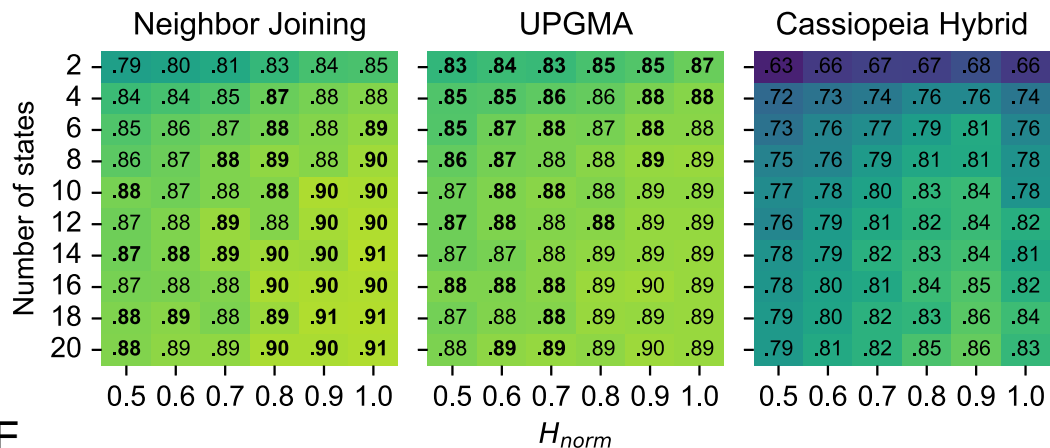 Neighbor Joining UPGMA Cassiopeia Hybrid
Number of states
2 .79 .80 .81 .83 .84 .85 .83 .84 .83 .85 .85 .87 .63 .66 .67 .67 .68 .66
4 .84 .84 .85 .87 .88 .88 .85 .85 .86 .86 .88 .88 .72 .73 .74 .76 .76 .74
6 .85 .86 .87 .88 .88 .89 .85 .87 .88 .87 .88 .88 .73 .76 .77 .79 .81 .76
8 .86 .87 .88 .89 .88 .90 .86 .87 .88 .88 .89 .89 .75 .76 .79 .81 .81 .78
10 .88 .87 .88 .88 .90 .90 .87 .88 .88 .88 .89 .89 .77 .78 .80 .83 .84 .78
12 .87 .88 .89 .88 .90 .90 .87 .88 .88 .88 .89 .89 .76 .79 .81 .82 .84 .82
14 .87 .88 .89 .90 .90 .91 .87 .87 .88 .89 .89 .89 .78 .79 .82 .83 .84 .81
16 .87 .88 .88 .90 .90 .90 .88 .88 .88 .89 .90 .89 .78 .80 .81 .84 .85 .82
18 .88 .89 .88 .89 .91 .91 .87 .88 .88 .89 .89 .89 .79 .80 .82 .83 .86 .84
20 .88 .89 .89 .90 .90 .91 .88 .89 .89 .89 .90 .89 .79 .81 .82 .85 .86 .83
0.5 0.6 0.7 0.8 0.9 1.0 0.5 0.6 0.7 0.8 0.9 1.0 0.5 0.6 0.7 0.8 0.9 1.0
H_norm